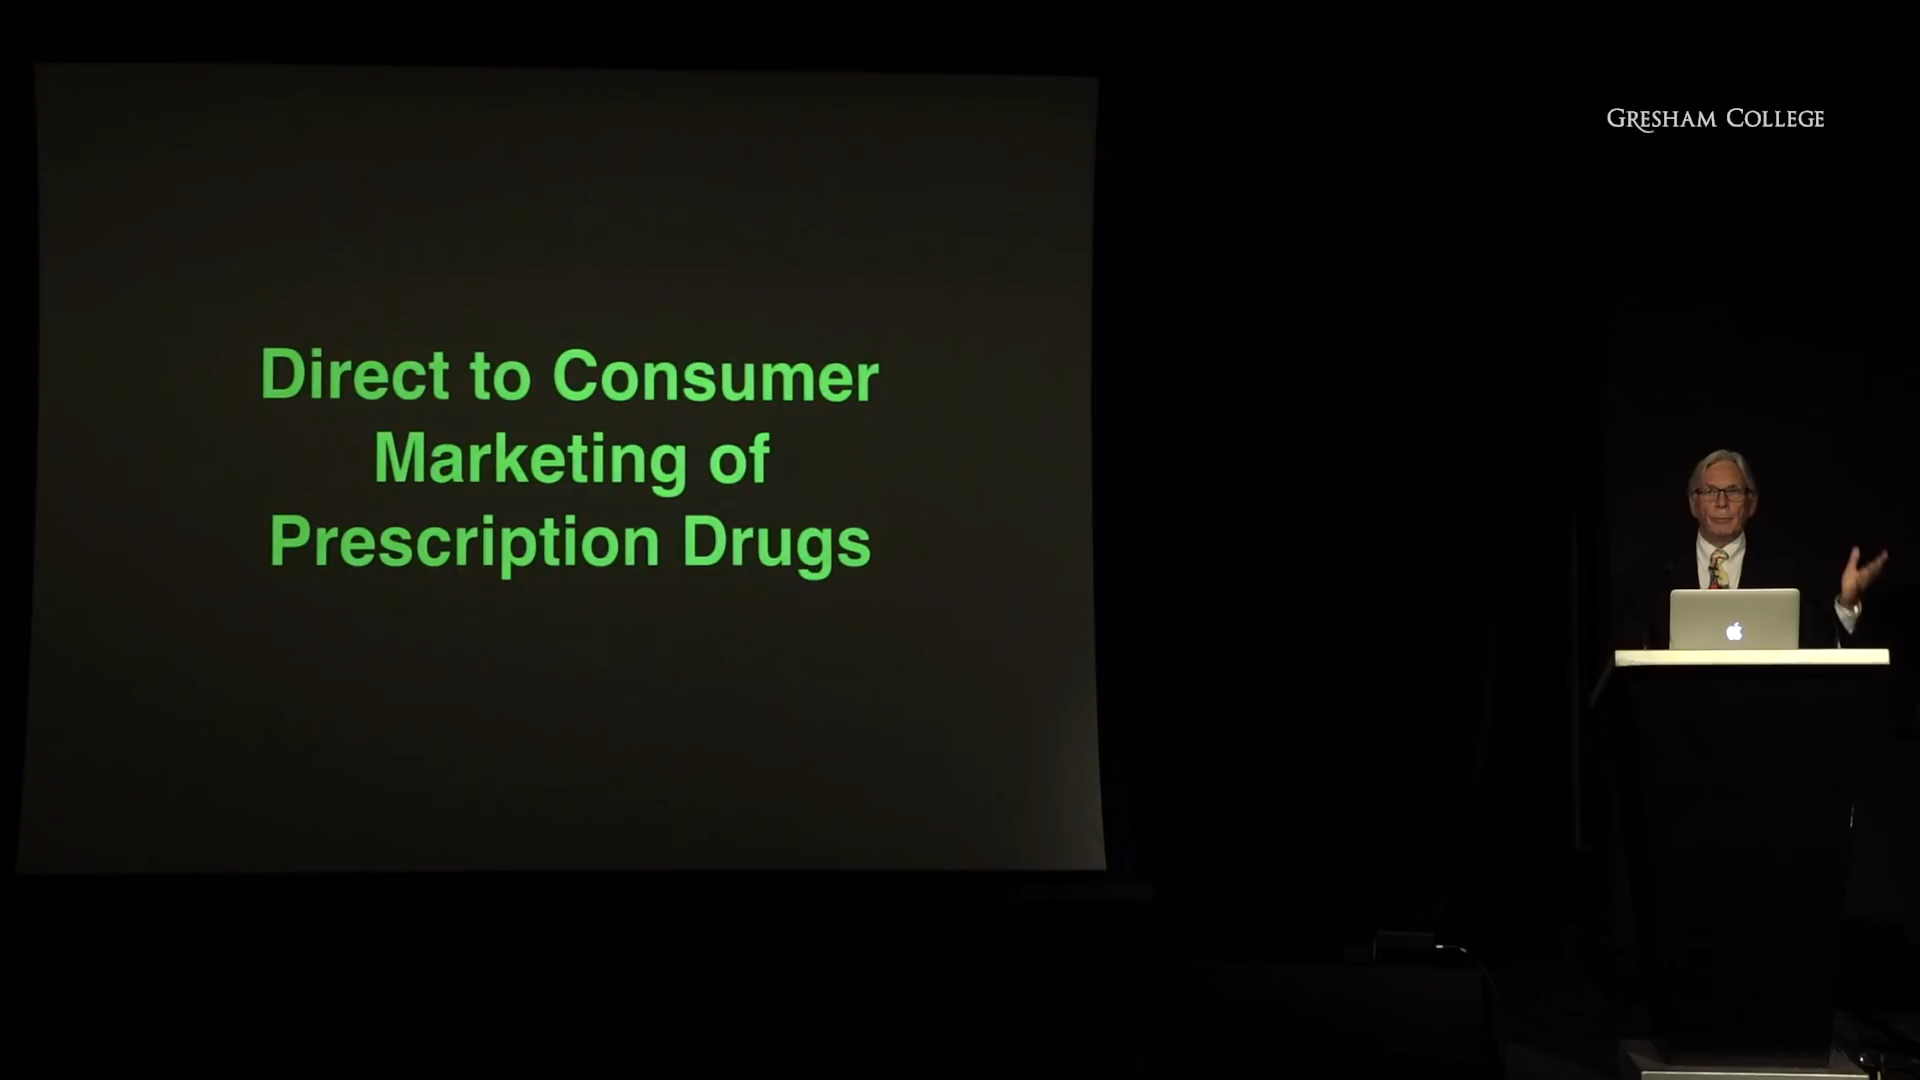 GRESHAM COLLEGE
Direct to Consumer
Marketing of
Prescription Drugs